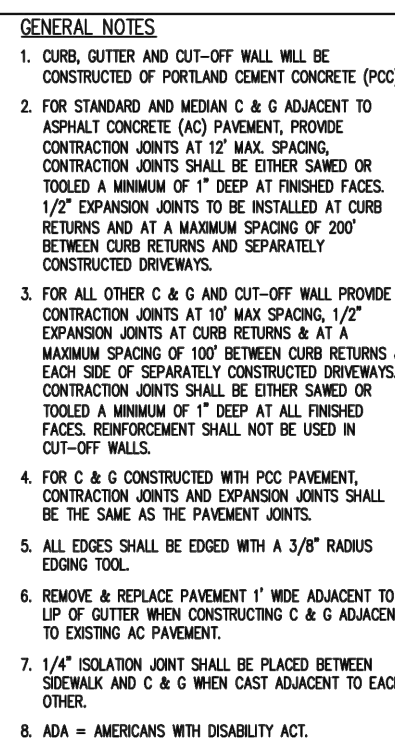 GENERAL NOTES
1. CURB, GUTTER AND CUT-OFF WALL WILL BE
CONSTRUCTED OF PORTLAND CEMENT CONCRETE (PCC)
2. FOR STANDARD AND MEDIAN C & G ADJACENT TO
ASPHALT CONCRETE (AC) PAVEMENT, PROVIDE
CONTRACTION JOINTS AT 12' MAX. SPACING,
CONTRACTION JOINTS SHALL BE EITHER SAWED OR
TOOLED A MINIMUM OF 1" DEEP AT FINISHED FACES.
1/2" EXPANSION JOINTS TO BE INSTALLED AT CURB
RETURNS AND AT A MAXIMUM SPACING OF 200'
BETWEEN CURB RETURNS AND SEPARATELY
CONSTRUCTED DRIVEWAYS.
3. FOR ALL OTHER C & G AND CUT-OFF WALL PROVIDE
CONTRACTION JOINTS AT 10' MAX SPACING, 1/2"
EXPANSION JOINTS AT CURB RETURNS & AT A
MAXIMUM SPACING OF 100' BETWEEN CURB RETURNS &
EACH SIDE OF SEPARATELY CONSTRUCTED DRIVEWAYS.
CONTRACTION JOINTS SHALL BE EITHER SAWED OR
TOOLED A MINIMUM OF 1" DEEP AT ALL FINISHED
FACES. REINFORCEMENT SHALL NOT BE USED IN
CUT-OFF WALLS.
4. FOR C & G CONSTRUCTED WITH PCC PAVEMENT,
CONTRACTION JOINTS AND EXPANSION JOINTS SHALL
BE THE SAME AS THE PAVEMENT JOINTS.
5. ALL EDGES SHALL BE EDGED WITH A 3/8" RADIUS
EDGING TOOL.
6. REMOVE & REPLACE PAVEMENT 1' WIDE ADJACENT TO
LIP OF GUTTER WHEN CONSTRUCTING C & G ADJACEN
TO EXISTING AC PAVEMENT.
7. 1/4" ISOLATION JOINT SHALL BE PLACED BETWEEN
SIDEWALK AND C & G WHEN CAST ADJACENT TO EAC
OTHER.
8. ADA = AMERICANS WITH DISABILITY ACT.